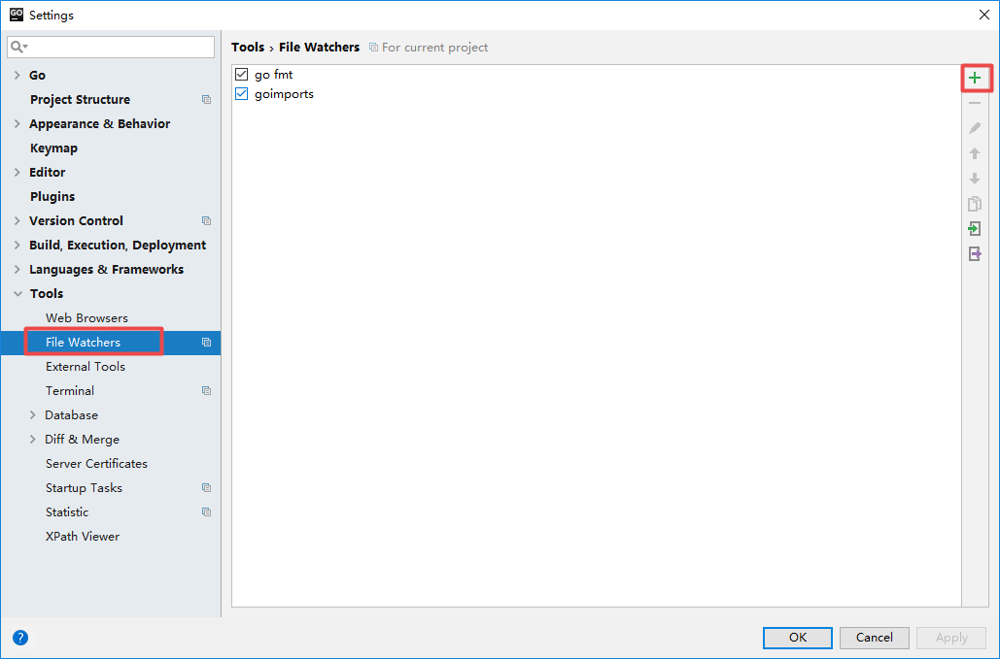 GO Settings
Tools › File Watchers For current project
Go
Project Structure
Appearance & Behavior
Keymap
Editor
Plugins
Version Control
Build, Execution, Deployment
Languages & Frameworks
Tools
Web Browsers
File Watchers
External Tools
Terminal
Database
Diff & Merge
Server Certificates
Startup Tasks
Statistic
XPath Viewer
go fmt
goimports
?
OK
Cancel
Apply